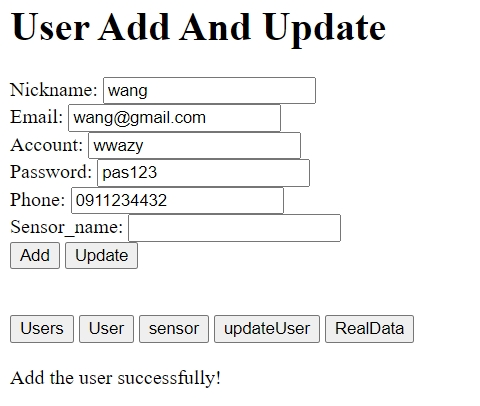 User Add And Update
Nickname: wang
Email: wang@gmail.com
Account: wwazy
Password: pas123
Phone: 0911234432
Sensor_name:
Add Update
Users User sensor updateUser RealData
Add the user successfully!